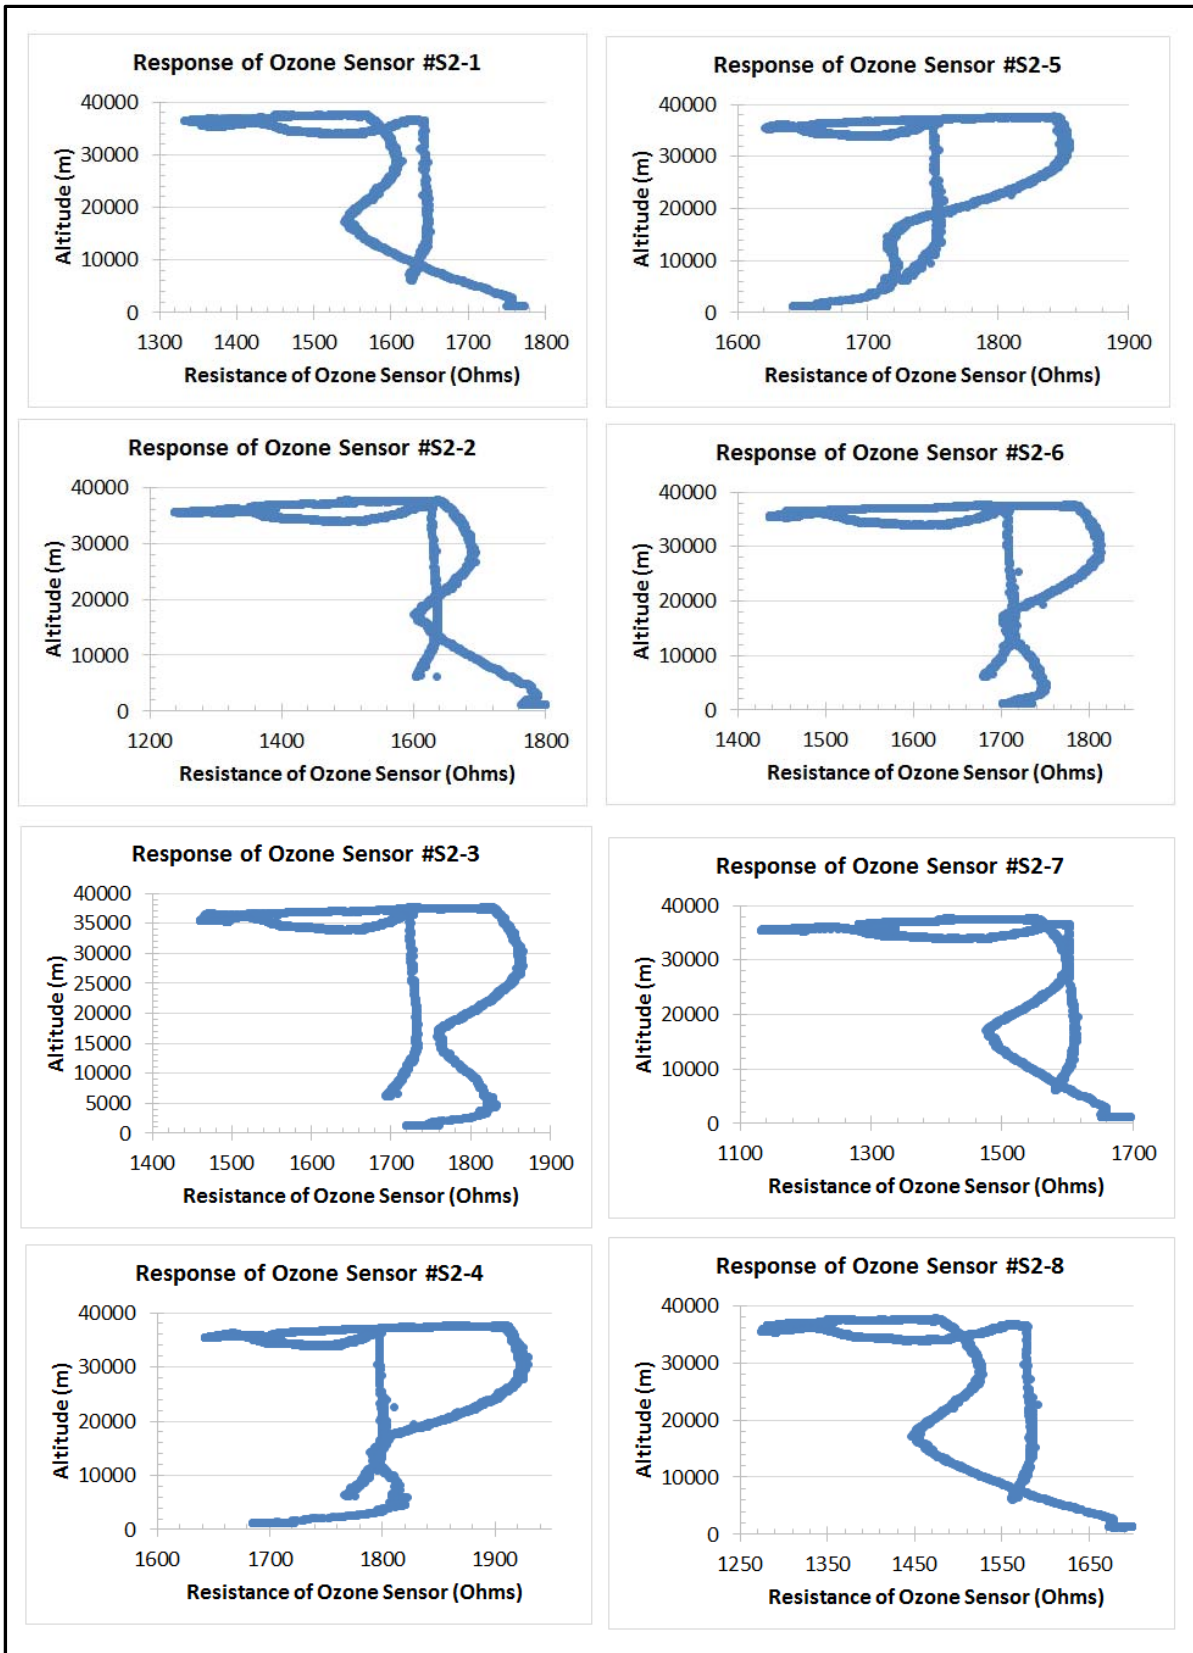 Response of Ozone Sensor #S2-1
40000
30000
20000
10000
0
Altitude (m)
1300 1400 1500 1600 1700 1800
Resistance of Ozone Sensor (Ohms)
Response of Ozone Sensor #S2-5
40000
30000
20000
10000
0
Altitude (m)
1600 1700 1800 1900
Resistance of Ozone Sensor (Ohms)
Response of Ozone Sensor #S2-2
40000
30000
20000
10000
0
Altitude (m)
1200 1400 1600 1800
Resistance of Ozone Sensor (Ohms)
Response of Ozone Sensor #S2-6
40000
30000
20000
10000
0
Altitude (m)
1400 1500 1600 1700 1800
Resistance of Ozone Sensor (Ohms)
Response of Ozone Sensor #S2-3
40000
35000
30000
25000
20000
15000
10000
5000
0
Altitude (m)
1400 1500 1600 1700 1800 1900
Resistance of Ozone Sensor (Ohms)
Response of Ozone Sensor #S2-7
40000
30000
20000
10000
0
Altitude (m)
1100 1300 1500 1700
Resistance of Ozone Sensor (Ohms)
Response of Ozone Sensor #S2-4
40000
30000
20000
10000
0
Altitude (m)
1600 1700 1800 1900
Resistance of Ozone Sensor (Ohms)
Response of Ozone Sensor #S2-8
40000
30000
20000
10000
0
Altitude (m)
1250 1350 1450 1550 1650
Resistance of Ozone Sensor (Ohms)